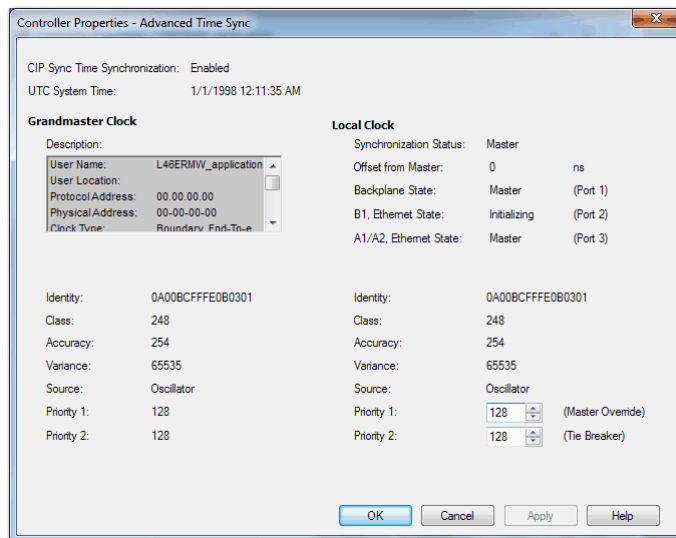 Controller Properties - Advanced Time Sync
CIP Sync Time Synchronization: Enabled
UTC System Time: 1/1/1998 12:11:35 AM
Grandmaster Clock
Description:
User Name: L46ERMW_application
User Location:
Protocol Address: 00.00.00.00
Physical Address: 00-00-00-00
Clock Type: Boundary End-To-e
Identity: 0A00BCFFFE0B0301
Class: 248
Accuracy: 254
Variance: 65535
Source: Oscillator
Priority 1: 128
Priority 2: 128
Local Clock
Synchronization Status: Master
Offset from Master: 0 ns
Backplane State: Master (Port 1)
B1, Ethernet State: Initializing (Port 2)
A1/A2, Ethernet State: Master (Port 3)
Identity: 0A00BCFFFE0B0301
Class: 248
Accuracy: 254
Variance: 65535
Source: Oscillator
Priority 1: 128 (Master Override)
Priority 2: 128 (Tie Breaker)
OK Cancel Apply Help